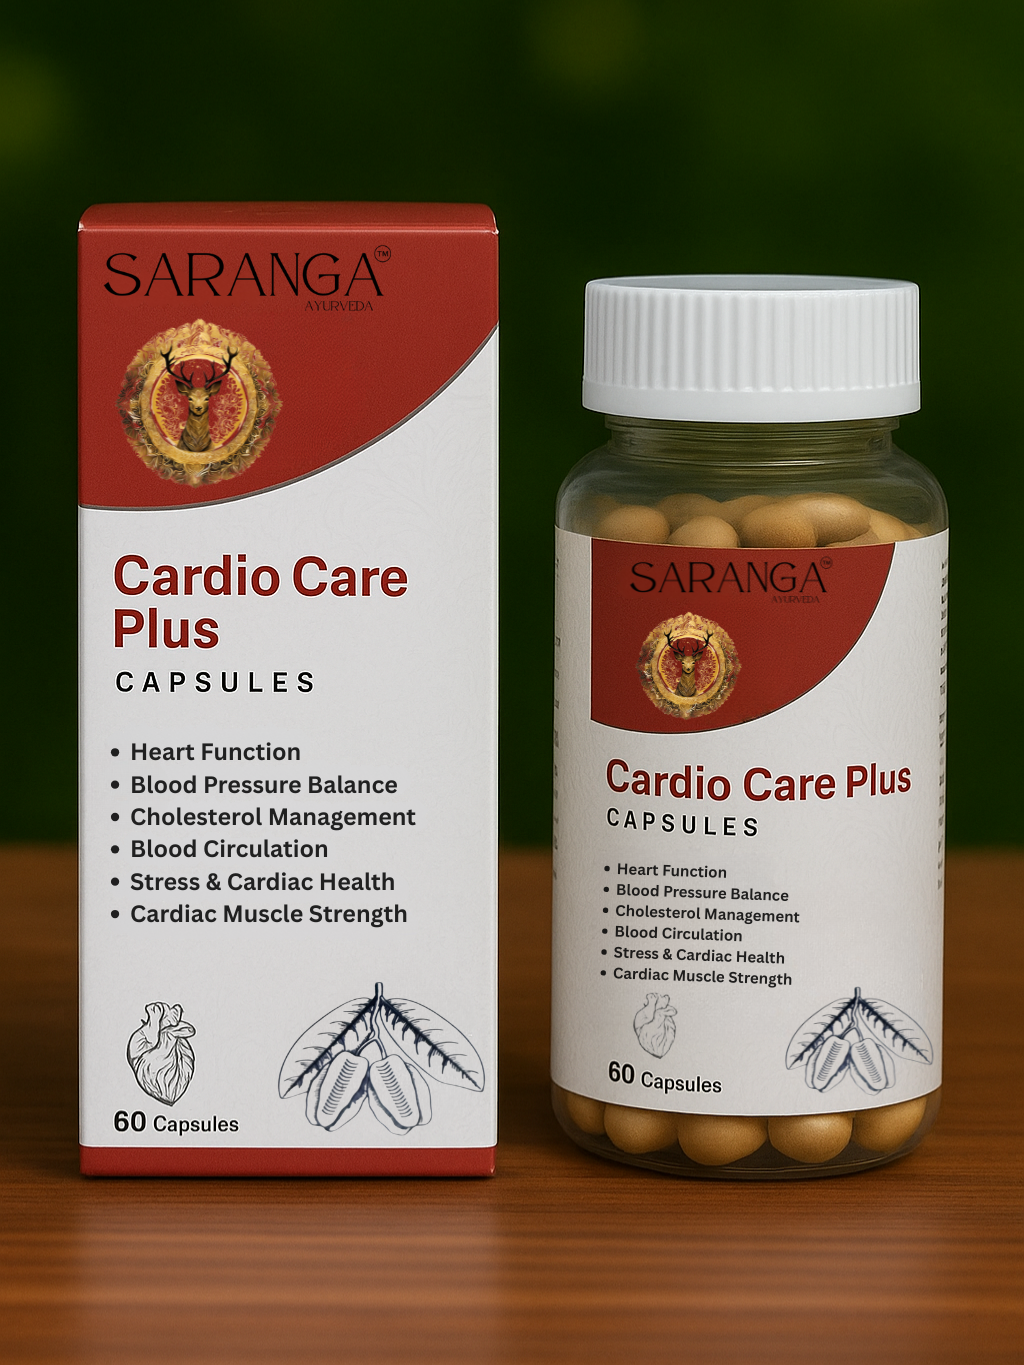 SARANGA™
AYURVEDA
Cardio Care
Plus
CAPSULES
• Heart Function
• Blood Pressure Balance
• Cholesterol Management
• Blood Circulation
• Stress & Cardiac Health
• Cardiac Muscle Strength
60 Capsules
SARANGA™
AYURVEDA
Cardio Care Plus
CAPSULES
• Heart Function
• Blood Pressure Balance
• Cholesterol Management
• Blood Circulation
• Stress & Cardiac Health
• Cardiac Muscle Strength
60 Capsules